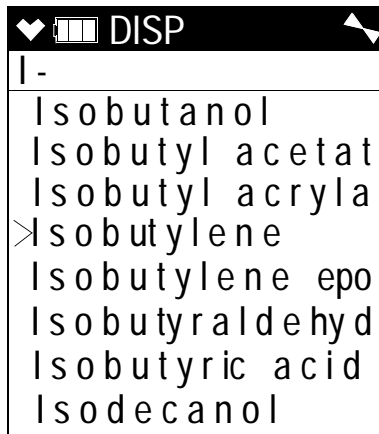 DISP
I-
Isobutanol
Isobutyl acetat
Isobutyl acryla
>Isobutylene
Isobutylene epo
Isobutyraldehyd
Isobutyric acid
Isodecanol